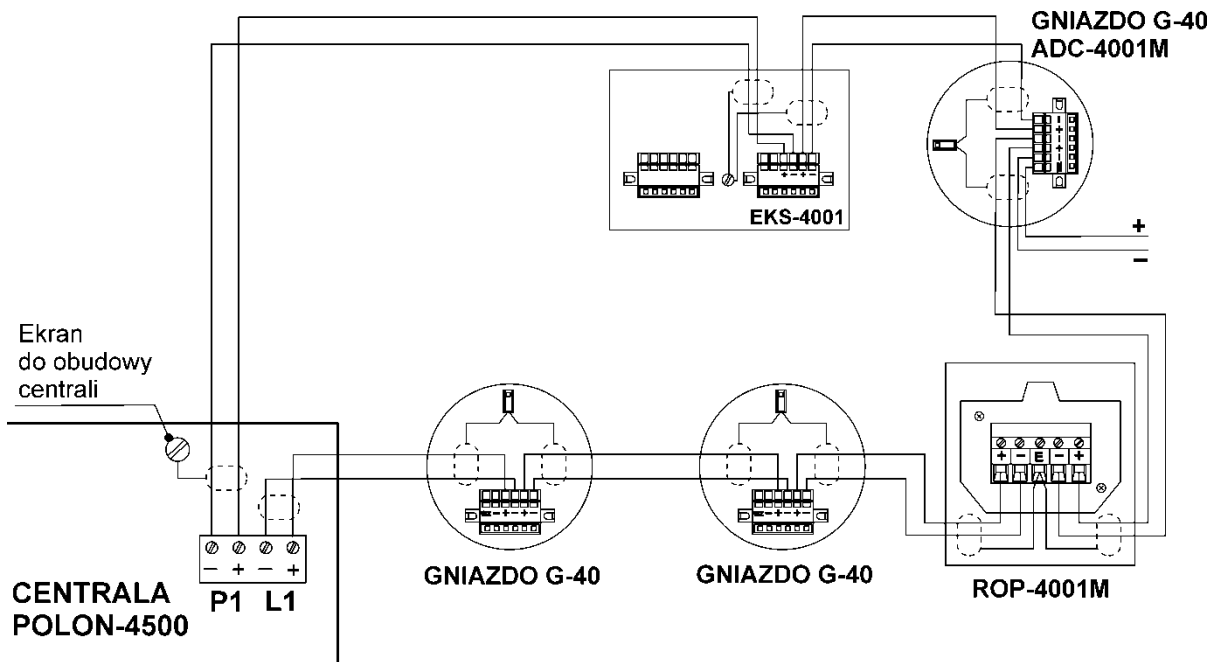 GNIAZDO G-40
ADC-4001M
EKS-4001
+ − + −
− + − +
+
−
Ekran
do obudowy
centrali
+ − E − +
− + − +
− + − +
GNIAZDO G-40
GNIAZDO G-40
ROP-4001M
− + − +
P1 L1
CENTRALA
POLON-4500